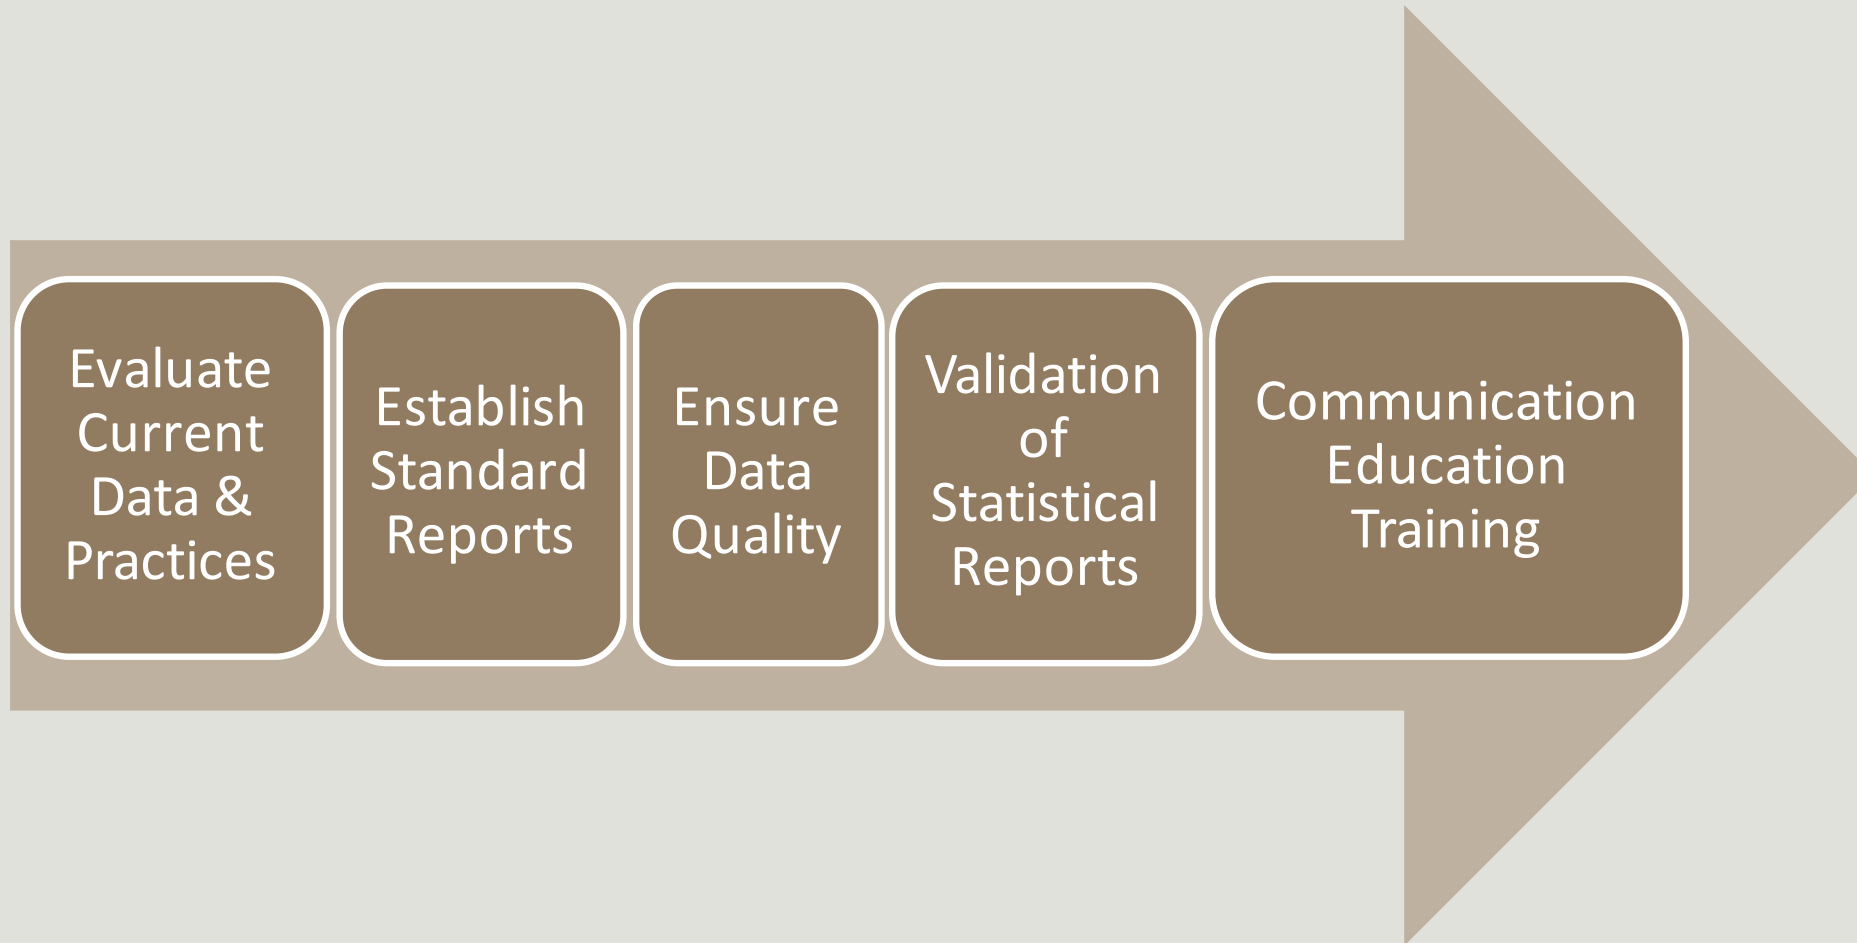 Evaluate
Current
Data &
Practices
Establish
Standard
Reports
Ensure
Data
Quality
Validation
of
Statistical
Reports
Communication
Education
Training